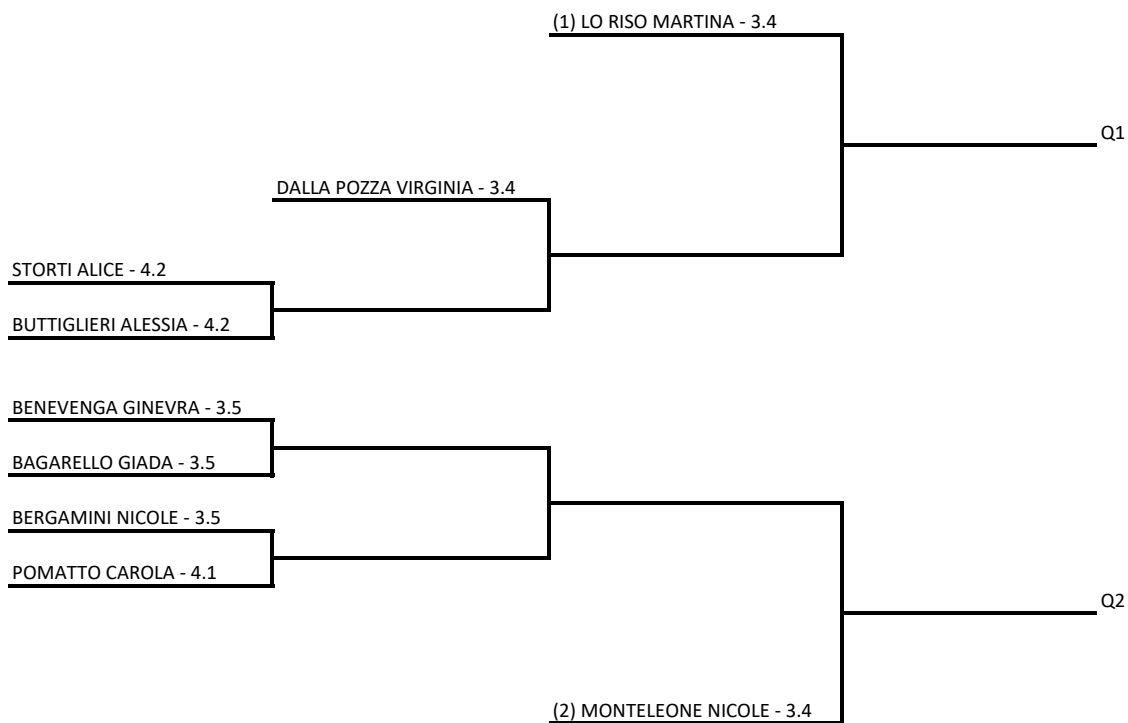 (1) LO RISO MARTINA - 3.4
Q1
DALLA POZZA VIRGINIA - 3.4
STORTI ALICE - 4.2
BUTTIGLIERI ALESSIA - 4.2
BENEVENGA GINEVRA - 3.5
BAGARELLO GIADA - 3.5
BERGAMINI NICOLE - 3.5
POMATTO CAROLA - 4.1
Q2
(2) MONTELEONE NICOLE - 3.4